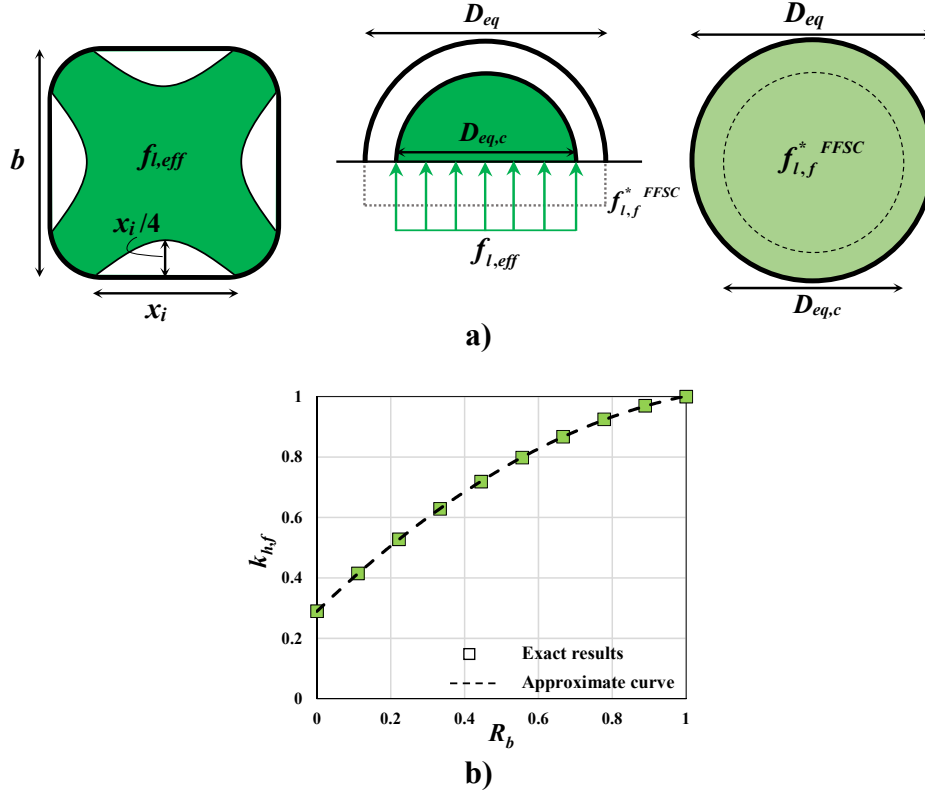 D_eq
D_eq
b
f_l,eff
D_eq,c
f*_l,f ^FFSC
f*_l,f ^FFSC
x_i/4
f_l,eff
x_i
D_eq,c
a)
1
0.8
0.6
k_h,f
0.4
0.2
Exact results
Approximate curve
0
0 0.2 0.4 0.6 0.8 1
R_b
b)